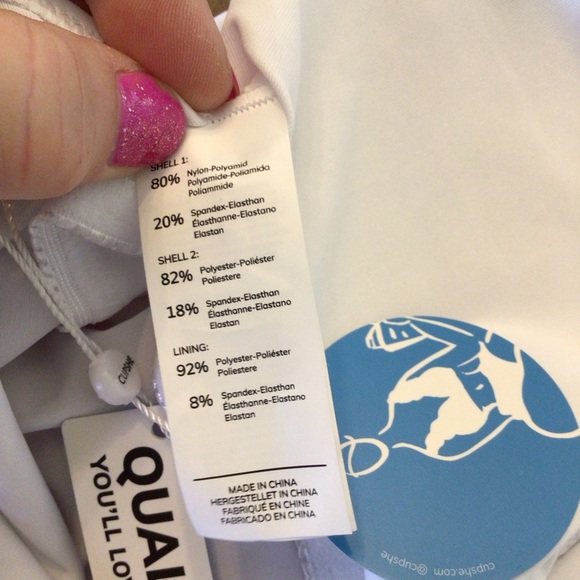 SHELL 1:
80% Nylon-Polyamid
Polyamide-Poliamida
Poliammide
20% Spandex-Elasthan
Élasthanne-Elastano
Elastan
SHELL 2:
82% Polyester-Poliéster
Poliestere
18% Spandex-Elasthan
Élasthanne-Elastano
Elastan
LINING:
92% Polyester-Poliéster
Poliestere
8% Spandex-Elasthan
Élasthanne-Elastano
Elastan
MADE IN CHINA
HERGESTELLET IN CHINA
FABRIQUÉ EN CHINE
FABRICADO EN CHINA
CUPSHE
QUAL
YOU'LL LO
cupshe.com @cupshe